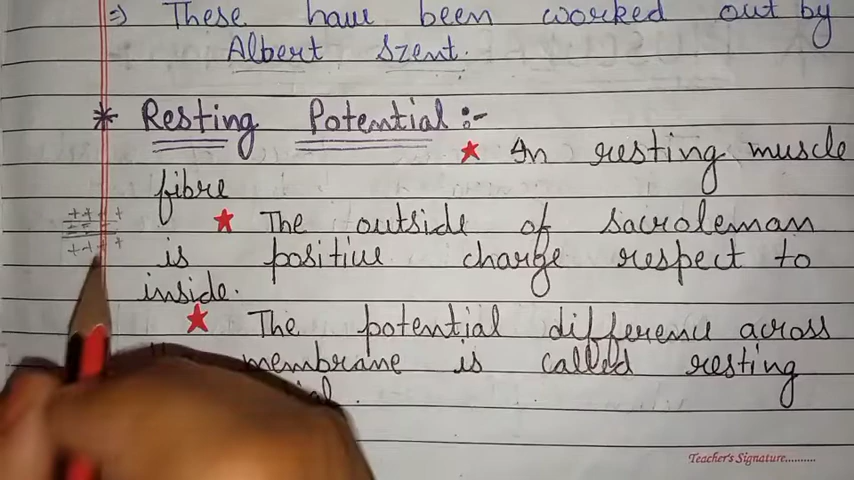 ⇒ These have been worked out by
Albert Szent.
* Resting Potential :-
★ In resting muscle
fibre
★ The outside of sacroleman
is positive charge respect to
inside.
★ The potential difference across
membrane is called resting
Teacher's Signature..........